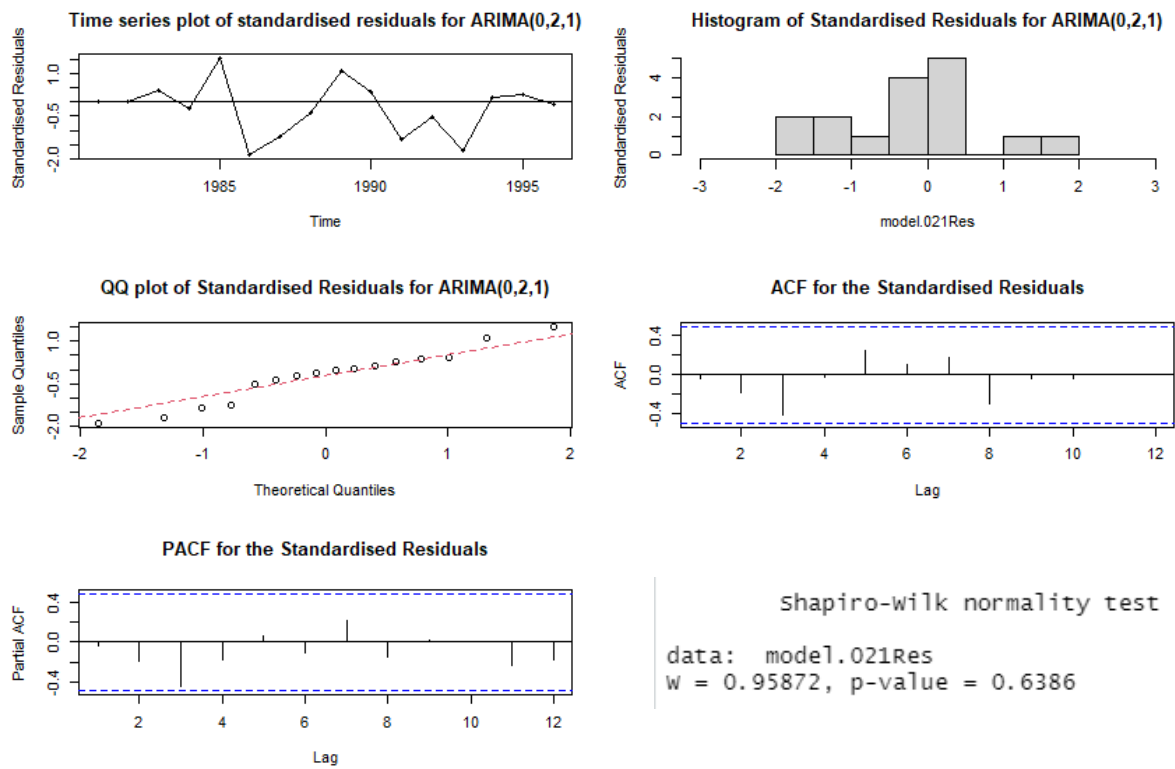 Time series plot of standardised residuals for ARIMA(0,2,1)
Standardised Residuals
1.0
-0.5
-2.0
1985 1990 1995
Time
Histogram of Standardised Residuals for ARIMA(0,2,1)
Standardised Residuals
4
2
0
-3 -2 -1 0 1 2 3
model.021Res
QQ plot of Standardised Residuals for ARIMA(0,2,1)
Sample Quantiles
1.0
-0.5
-2.0
-2 -1 0 1 2
Theoretical Quantiles
ACF for the Standardised Residuals
ACF
0.4
0.0
-0.4
2 4 6 8 10 12
Lag
PACF for the Standardised Residuals
Partial ACF
0.4
0.0
-0.4
2 4 6 8 10 12
Lag
Shapiro-Wilk normality test
data: model.021Res
W = 0.95872, p-value = 0.6386